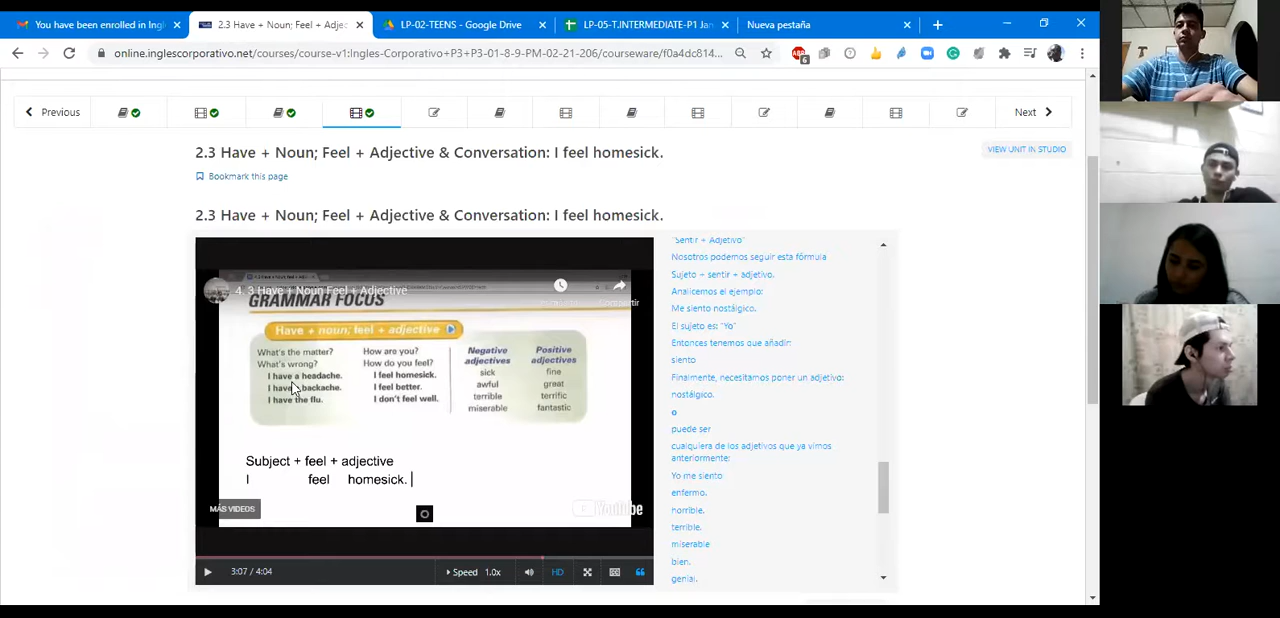 You have been enrolled in Ingl
2.3 Have + Noun; Feel + Adjec
LP-02-TEENS - Google Drive
LP-05-T.INTERMEDIATE-P1 Jan
Nueva pestaña
online.inglescorporativo.net/courses/course-v1:Ingles-Corporativo+P3+P3-01-8-9-PM-02-21-206/courseware/f0a4dc814...
6
Previous
Next
2.3 Have + Noun; Feel + Adjective & Conversation: I feel homesick.
VIEW UNIT IN STUDIO
Bookmark this page
2.3 Have + Noun; Feel + Adjective & Conversation: I feel homesick.
4. 3 Have + Noun Feel + Adjective
GRAMMAR FOCUS
Have + noun; feel + adjective
What's the matter?
What's wrong?
I have a headache.
I have backache.
I have the flu.
How are you?
How do you feel?
I feel homesick.
I feel better.
I don't feel well.
Negative
adjectives
sick
awful
terrible
miserable
Positive
adjectives
fine
great
terrific
fantastic
Subject + feel + adjective
I feel homesick.
MÁS VIDEOS
YouTube
3:07 / 4:04
Speed 1.0x
HD
"Sentir + Adjetivo"
Nosotros podemos seguir esta fórmula
Sujeto + sentir + adjetivo.
Analicemos el ejemplo:
Me siento nostálgico.
El sujeto es: "Yo"
Entonces tenemos que añadir:
siento
Finalmente, necesitamos poner un adjetivo:
nostálgico.
o
puede ser
cualquiera de los adjetivos que ya vimos
anteriormente:
Yo me siento
enfermo.
horrible.
terrible.
miserable
bien.
genial.